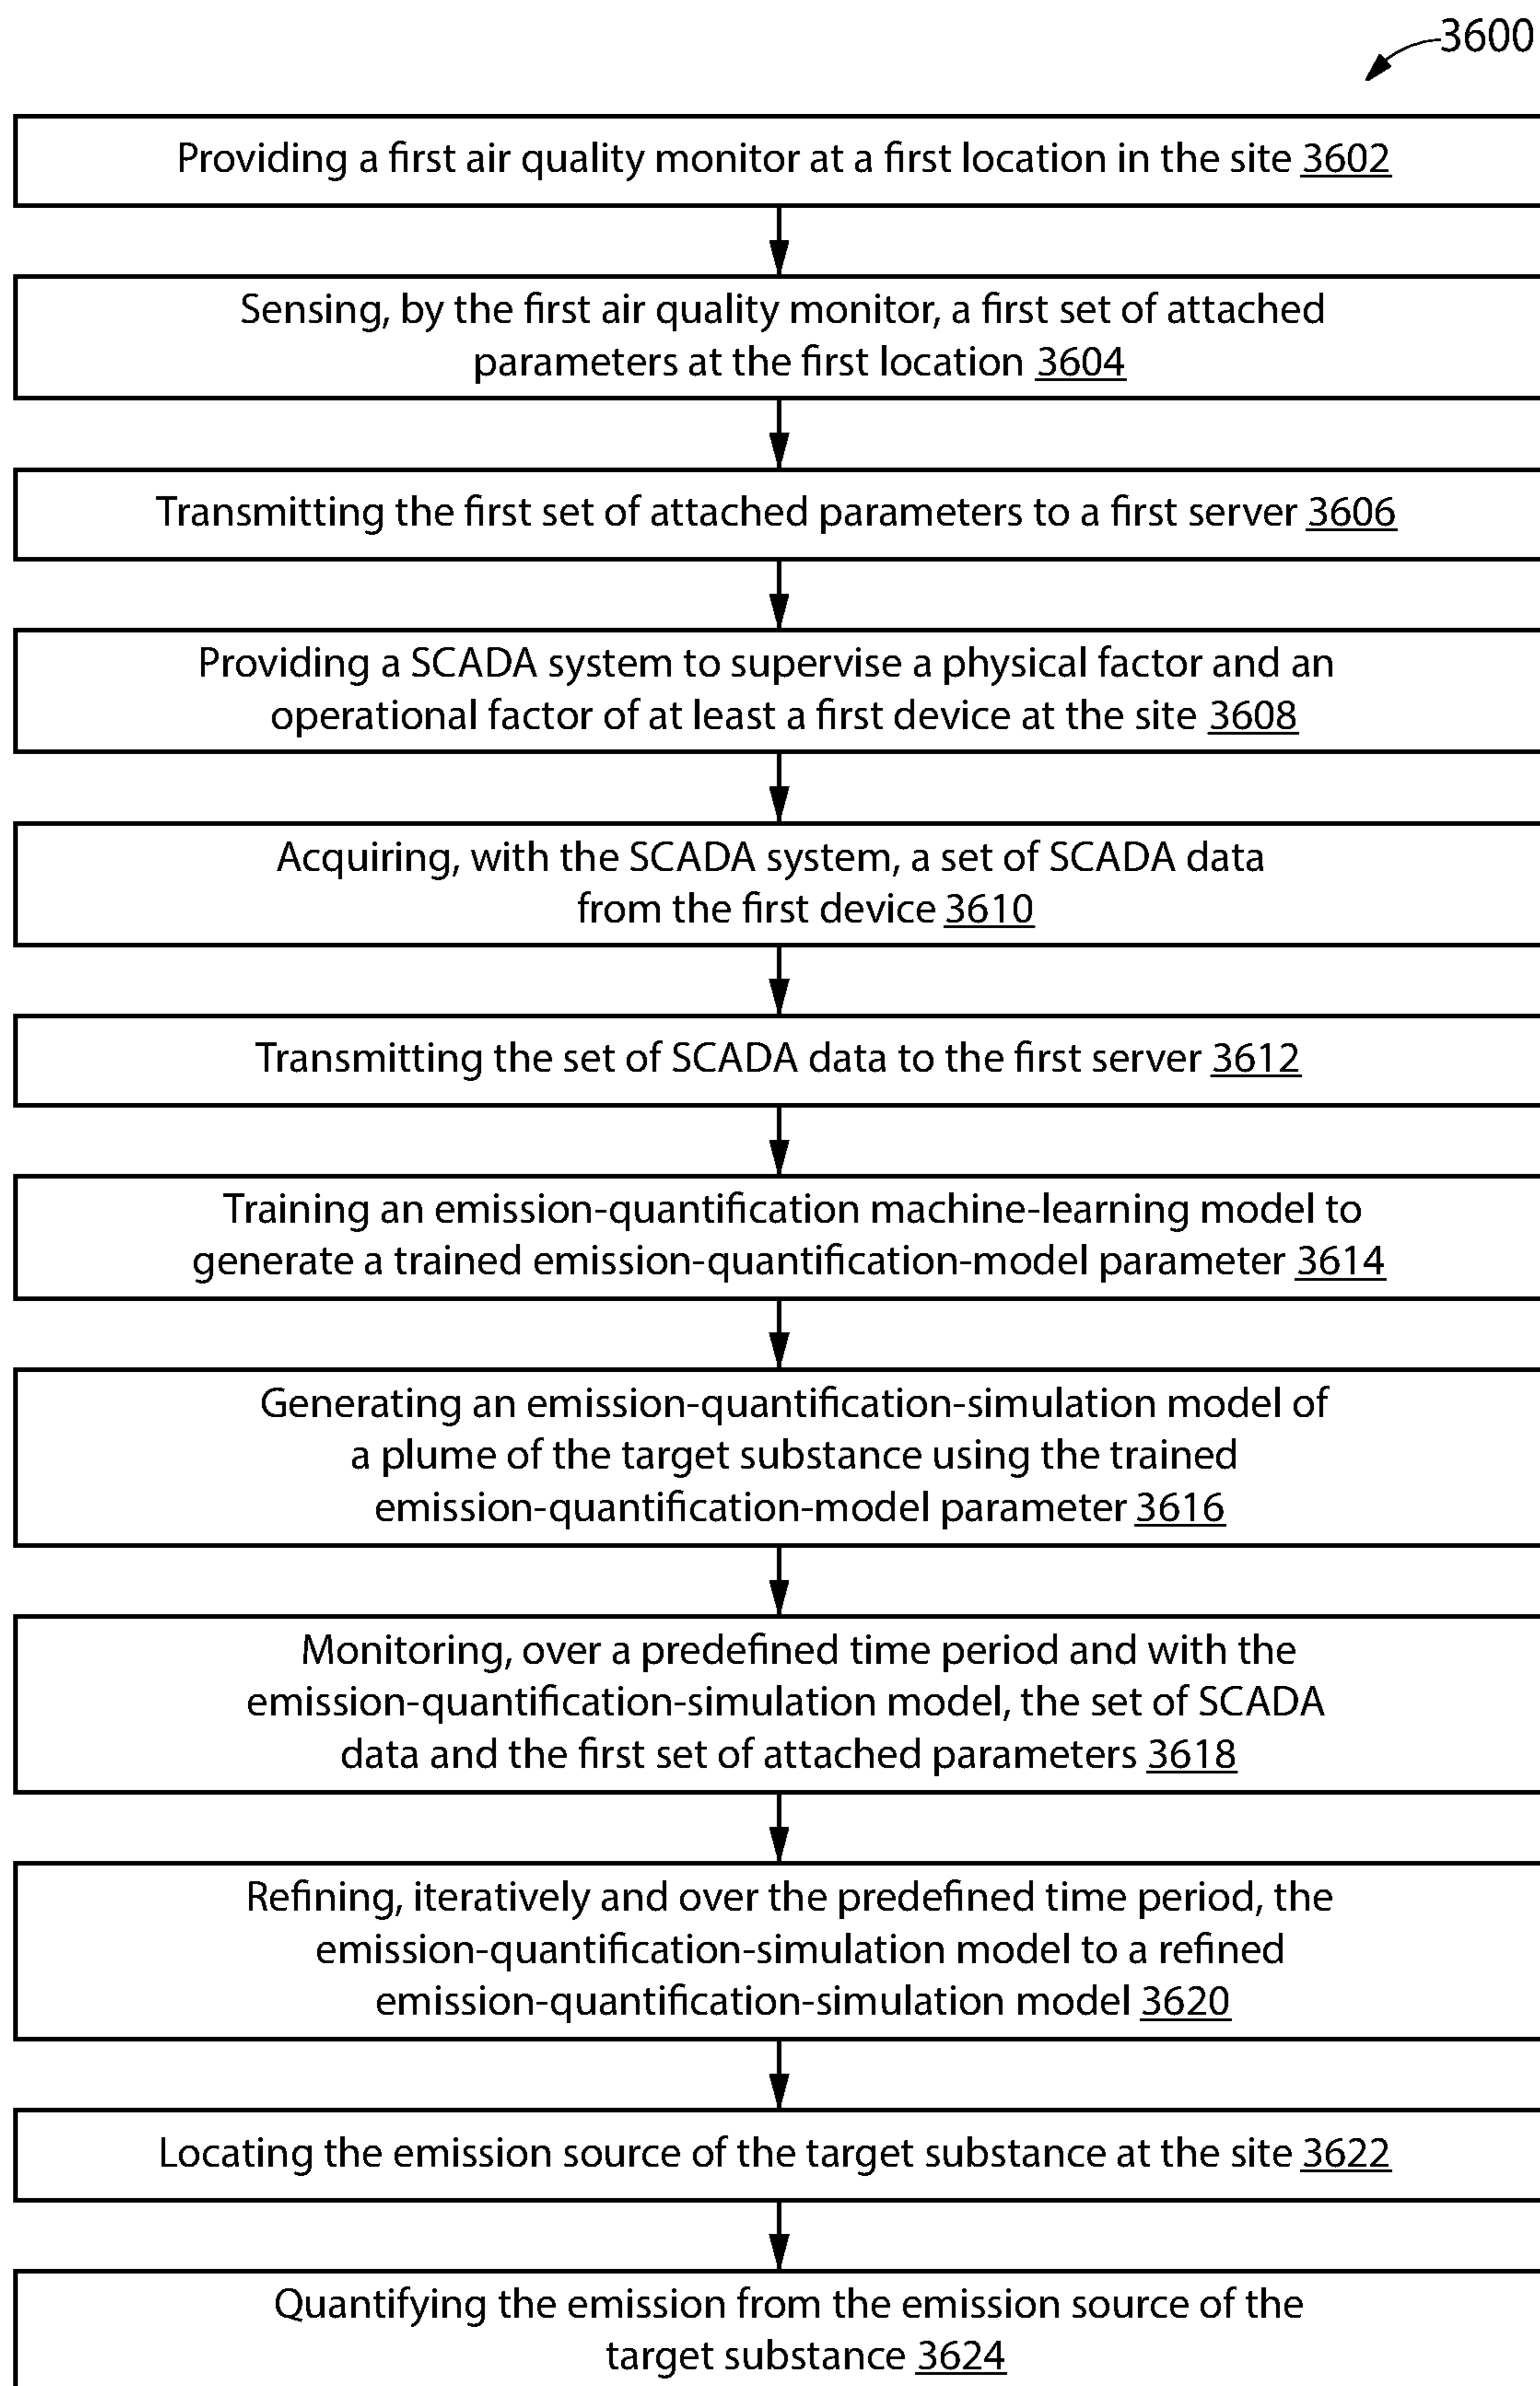 3600
Providing a first air quality monitor at a first location in the site 3602
Sensing, by the first air quality monitor, a first set of attached
parameters at the first location 3604
Transmitting the first set of attached parameters to a first server 3606
Providing a SCADA system to supervise a physical factor and an
operational factor of at least a first device at the site 3608
Acquiring, with the SCADA system, a set of SCADA data
from the first device 3610
Transmitting the set of SCADA data to the first server 3612
Training an emission-quantification machine-learning model to
generate a trained emission-quantification-model parameter 3614
Generating an emission-quantification-simulation model of
a plume of the target substance using the trained
emission-quantification-model parameter 3616
Monitoring, over a predefined time period and with the
emission-quantification-simulation model, the set of SCADA
data and the first set of attached parameters 3618
Refining, iteratively and over the predefined time period, the
emission-quantification-simulation model to a refined
emission-quantification-simulation model 3620
Locating the emission source of the target substance at the site 3622
Quantifying the emission from the emission source of the
target substance 3624